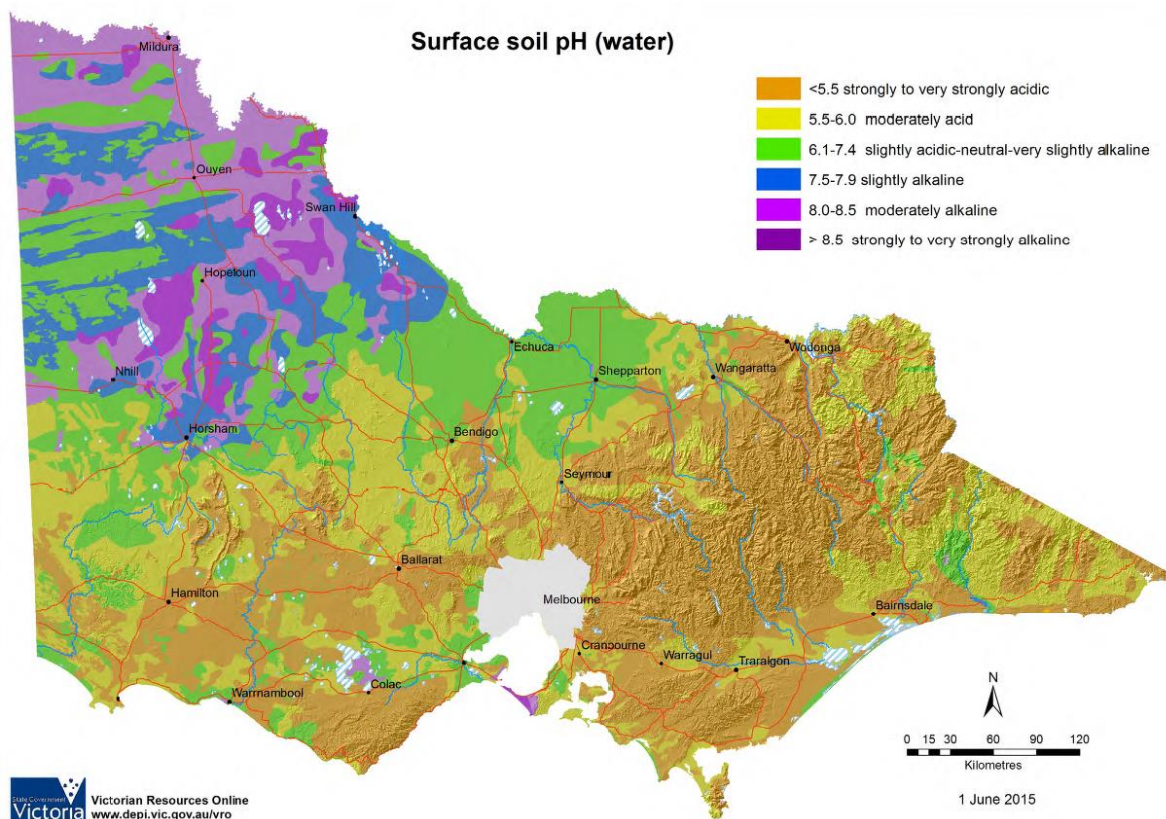 Surface soil pH (water)
<5.5 strongly to very strongly acidic
5.5-6.0 moderately acid
6.1-7.4 slightly acidic-neutral-very slightly alkaline
7.5-7.9 slightly alkaline
8.0-8.5 moderately alkaline
> 8.5 strongly to very strongly alkaline
Mildura
Ouyen
Swan Hill
Hopetoun
Echuca
Wodonga
Nhill
Shepparton
Wangaratta
Horsham
Bendigo
Seymour
Ballarat
Hamilton
Melbourne
Bairnsdale
Cranbourne
Warragul
Traralgon
Colac
Warrnambool
N
0 15 30 60 90 120
Kilometres
1 June 2015
State Government
Victoria
Victorian Resources Online
www.depi.vic.gov.au/vro